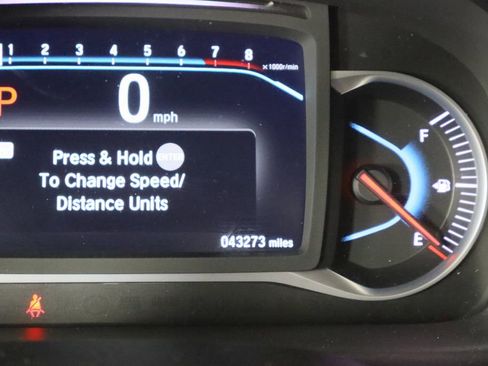 1 2 3 4 5 6 7 8
x1000r/min
P 0 mph
Press & Hold ENTER
To Change Speed/
Distance Units
043273 miles
F
E